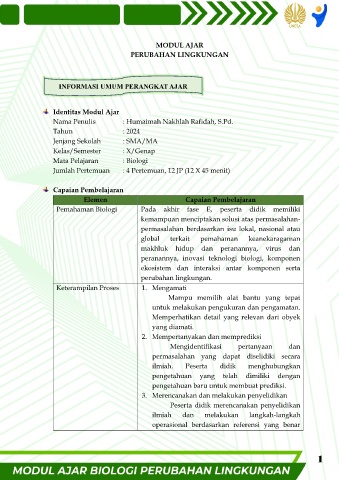 MODUL AJAR
PERUBAHAN LINGKUNGAN
INFORMASI UMUM PERANGKAT AJAR
Identitas Modul Ajar
Nama Penulis : Humaimah Nakhlah Rafidah, S.Pd.
Tahun : 2024
Jenjang Sekolah : SMA/MA
Kelas/Semester : X/Genap
Mata Pelajaran : Biologi
Jumlah Pertemuan : 4 Pertemuan, 12 JP (12 X 45 menit)
Capaian Pembelajaran
Elemen Capaian Pembelajaran
Pemahaman Biologi Pada akhir fase E, peserta didik memiliki
kemampuan menciptakan solusi atas permasalahan-
permasalahan berdasarkan isu lokal, nasional atau
global terkait pemahaman keanekaragaman
makhluk hidup dan peranannya, virus dan
peranannya, inovasi teknologi biologi, komponen
ekosistem dan interaksi antar komponen serta
perubahan lingkungan.
Keterampilan Proses 1. Mengamati
Mampu memilih alat bantu yang tepat
untuk melakukan pengukuran dan pengamatan.
Memperhatikan detail yang relevan dari obyek
yang diamati.
2. Mempertanyakan dan memprediksi
Mengidentifikasi pertanyaan dan
permasalahan yang dapat diselidiki secara
ilmiah. Peserta didik menghubungkan
pengetahuan yang telah dimiliki dengan
pengetahuan baru untuk membuat prediksi.
3. Merencanakan dan melakukan penyelidikan
Peserta didik merencanakan penyelidikan
ilmiah dan melakukan langkah-langkah
operasional berdasarkan referensi yang benar
1
MODUL AJAR BIOLOGI PERUBAHAN LINGKUNGAN